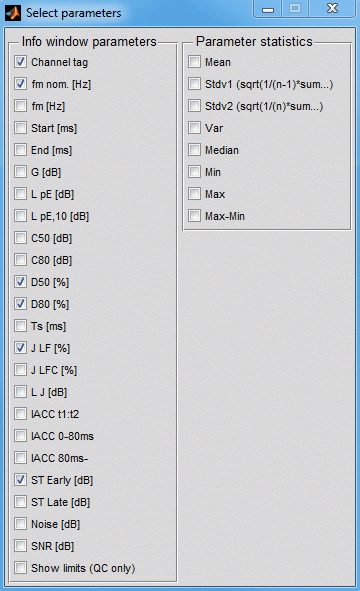 Select parameters
Info window parameters
Channel tag
fm nom. [Hz]
fm [Hz]
Start [ms]
End [ms]
G [dB]
L pE [dB]
L pE,10 [dB]
C50 [dB]
C80 [dB]
D50 [%]
D80 [%]
Ts [ms]
J LF [%]
J LFC [%]
L J [dB]
IACC t1:t2
IACC 0-80ms
IACC 80ms-
ST Early [dB]
ST Late [dB]
Noise [dB]
SNR [dB]
Show limits (QC only)
Parameter statistics
Mean
Stdv1 (sqrt(1/(n-1)*sum...)
Stdv2 (sqrt(1/(n)*sum...)
Var
Median
Min
Max
Max-Min